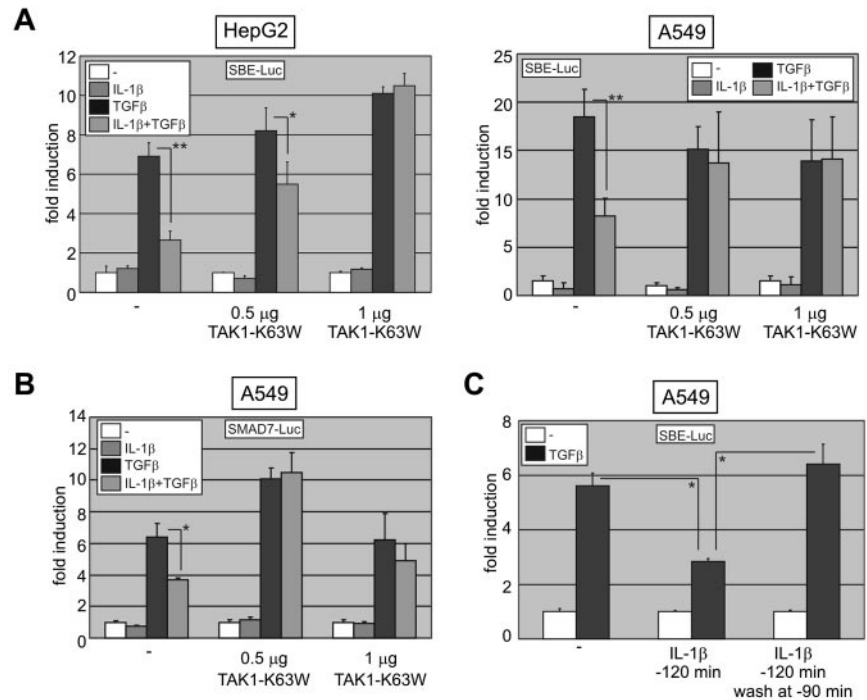 A
HepG2
fold induction
12
10
8
6
4
2
0
-
IL-1β
TGFβ
IL-1β+TGFβ
SBE-Luc
**
*
-
0.5 μg
TAK1-K63W
1 μg
TAK1-K63W
A549
fold induction
25
20
15
10
5
0
SBE-Luc
-
IL-1β
TGFβ
IL-1β+TGFβ
**
-
0.5 μg
TAK1-K63W
1 μg
TAK1-K63W
B
A549
fold induction
14
12
10
8
6
4
2
0
-
IL-1β
TGFβ
IL-1β+TGFβ
SMAD7-Luc
*
-
0.5 μg
TAK1-K63W
1 μg
TAK1-K63W
C
A549
fold induction
8
6
4
2
0
-
TGFβ
SBE-Luc
*
*
-
IL-1β
-120 min
IL-1β
-120 min
wash at -90 min